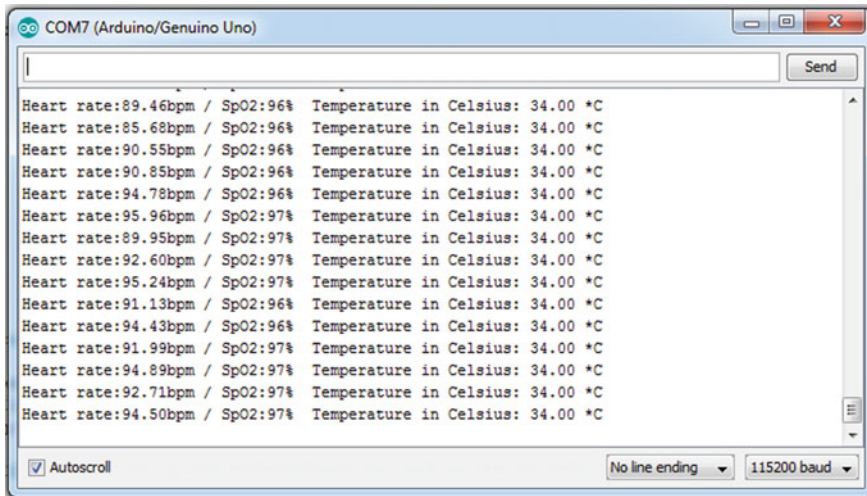 COM7 (Arduino/Genuino Uno)
Send
Heart rate:89.46bpm / SpO2:96%  Temperature in Celsius: 34.00 *C
Heart rate:85.68bpm / SpO2:96%  Temperature in Celsius: 34.00 *C
Heart rate:90.55bpm / SpO2:96%  Temperature in Celsius: 34.00 *C
Heart rate:90.85bpm / SpO2:96%  Temperature in Celsius: 34.00 *C
Heart rate:94.78bpm / SpO2:96%  Temperature in Celsius: 34.00 *C
Heart rate:95.96bpm / SpO2:97%  Temperature in Celsius: 34.00 *C
Heart rate:89.95bpm / SpO2:97%  Temperature in Celsius: 34.00 *C
Heart rate:92.60bpm / SpO2:97%  Temperature in Celsius: 34.00 *C
Heart rate:95.24bpm / SpO2:97%  Temperature in Celsius: 34.00 *C
Heart rate:91.13bpm / SpO2:96%  Temperature in Celsius: 34.00 *C
Heart rate:94.43bpm / SpO2:96%  Temperature in Celsius: 34.00 *C
Heart rate:91.99bpm / SpO2:97%  Temperature in Celsius: 34.00 *C
Heart rate:94.89bpm / SpO2:97%  Temperature in Celsius: 34.00 *C
Heart rate:92.71bpm / SpO2:97%  Temperature in Celsius: 34.00 *C
Heart rate:94.50bpm / SpO2:97%  Temperature in Celsius: 34.00 *C
Autoscroll
No line ending
115200 baud